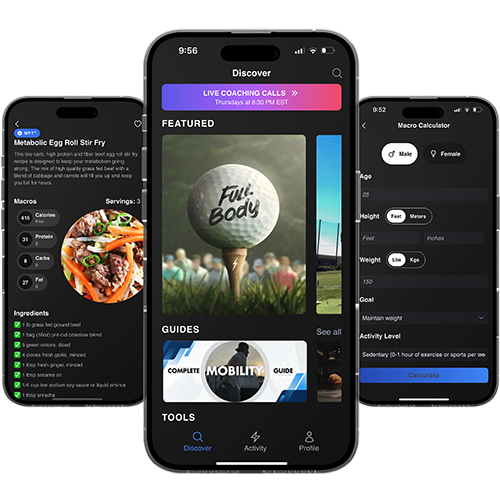 MFT™
Metabolic Egg Roll Stir Fry
This low carb, high protein and fiber beef egg roll stir fry
recipe is designed to keep your metabolism going
strong. The mix of high quality grass fed beef with a
blend of cabbage and carrots will fill you up and keep
you full for hours.
Macros
Servings: 3
415
Calories
Kcal
31
Protein
g
8
Carbs
g
27
Fat
g
Ingredients
1 lb grass fed ground beef
1 bag (16oz) pre-cut coleslaw blend
5 green onions, diced
4 cloves fresh garlic, minced
1 tbsp fresh ginger, minced
1 tbsp sesame oil
1/4 cup low sodium soy sauce or liquid aminos
1 tbsp sriracha
9:56
Discover
LIVE COACHING CALLS
Thursdays at 8:30 PM EST
FEATURED
Full
Body
GUIDES
See all
COMPLETE
MOBILITY
GUIDE
TOOLS
Discover
Activity
Profile
9:52
Macro Calculator
Male
Female
Age
25
Height
Feet
Meters
Feet
Inches
Weight
Lbs
Kgs
150
Goal
Maintain weight
Activity Level
Sedentary (0-1 hour of exercise or sports per we
Calculate